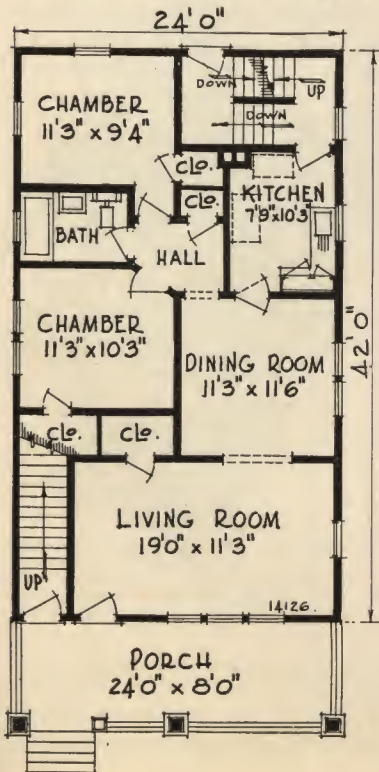 24'0"
DOWN
UP
DOWN
CHAMBER
11'3" x 9'4"
CLO.
KITCHEN
7'9" x 10'3"
CLO.
BATH
HALL
CHAMBER
11'3" x 10'3"
42'0"
DINING ROOM
11'3" x 11'6"
CLO.
CLO.
LIVING ROOM
19'0" x 11'3"
UP
14126.
PORCH
24'0" x 8'0"